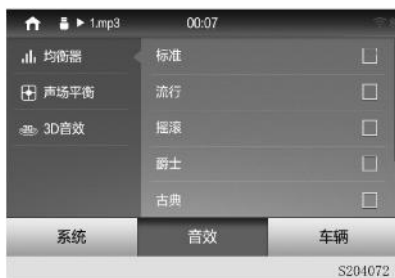 1.mp3 00:07
均衡器
标准
声场平衡
流行
3D音效
摇滚
爵士
古典
系统 音效 车辆
S204072